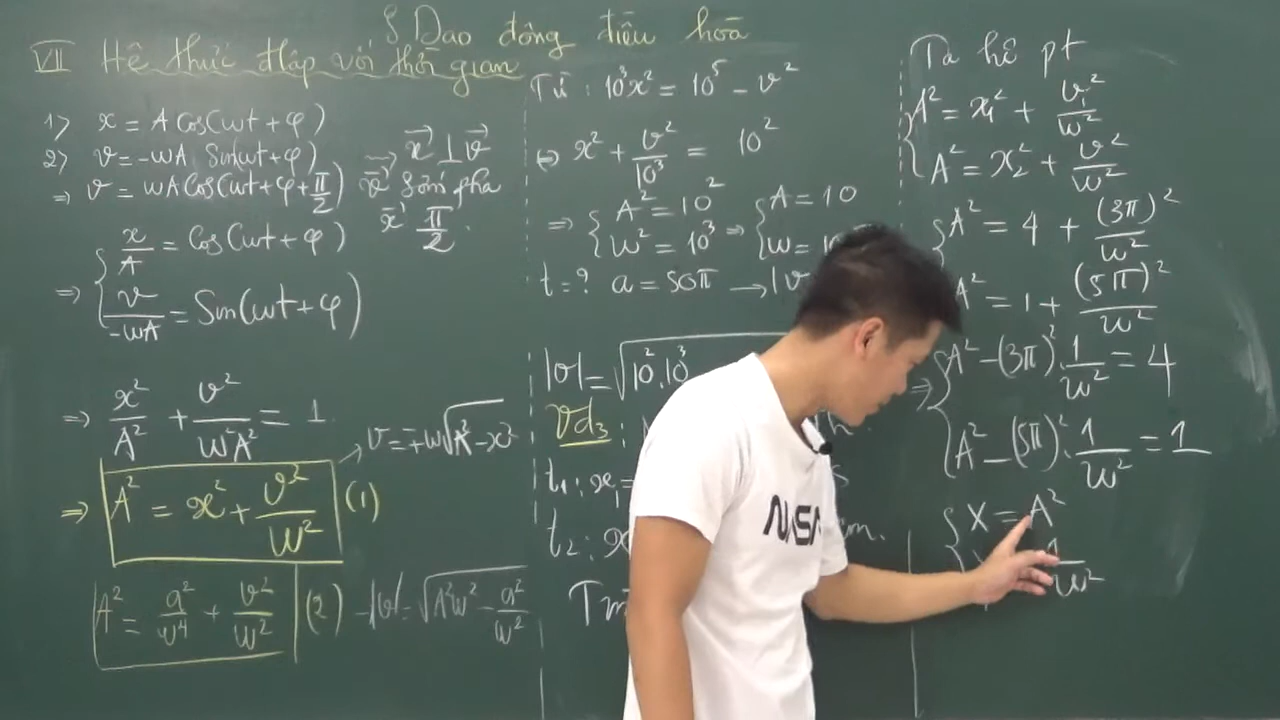 § Dao động điều hoà
VII Hệ thức độc lập với thời gian
1) x = A Cos(ωt + φ)
2) v = -ωA Sin(ωt + φ)
⇒ v = ωA Cos(ωt + φ + π/2)
→ x⃗ ⊥ v⃗
v⃗ Sớm pha
x⃗ π/2.
⇒ { x/A = Cos(ωt + φ)
v/-ωA = Sin(ωt + φ)
⇒ x²/A² + v²/ω²A² = 1
→ v = ∓ω√A² - x²
⇒ A² = x² + v²/ω² (1)
A² = a²/ω⁴ + v²/ω² (2) - |v| = √A²ω² - a²/ω²
Từ : 10³x² = 10⁵ - v²
⇔ x² + v²/10³ = 10²
⇒ { A² = 10² ⇒ { A = 10
ω² = 10³ ω =
t = ? a = 50π → |v
|v| = √10².10³
Vd₃ :
t₁ : x₁ =
t₂ : x
Ta hệ pt
{ A² = x₁² + v₁²/ω²
A² = x₂² + v²/ω²
{ A² = 4 + (3π)²/ω²
A² = 1 + (5π)²/ω²
⇒ { A² - (3π)². 1/ω² = 4
A² - (5π)². 1/ω² = 1
{ X = A²
1/ω²
NASA